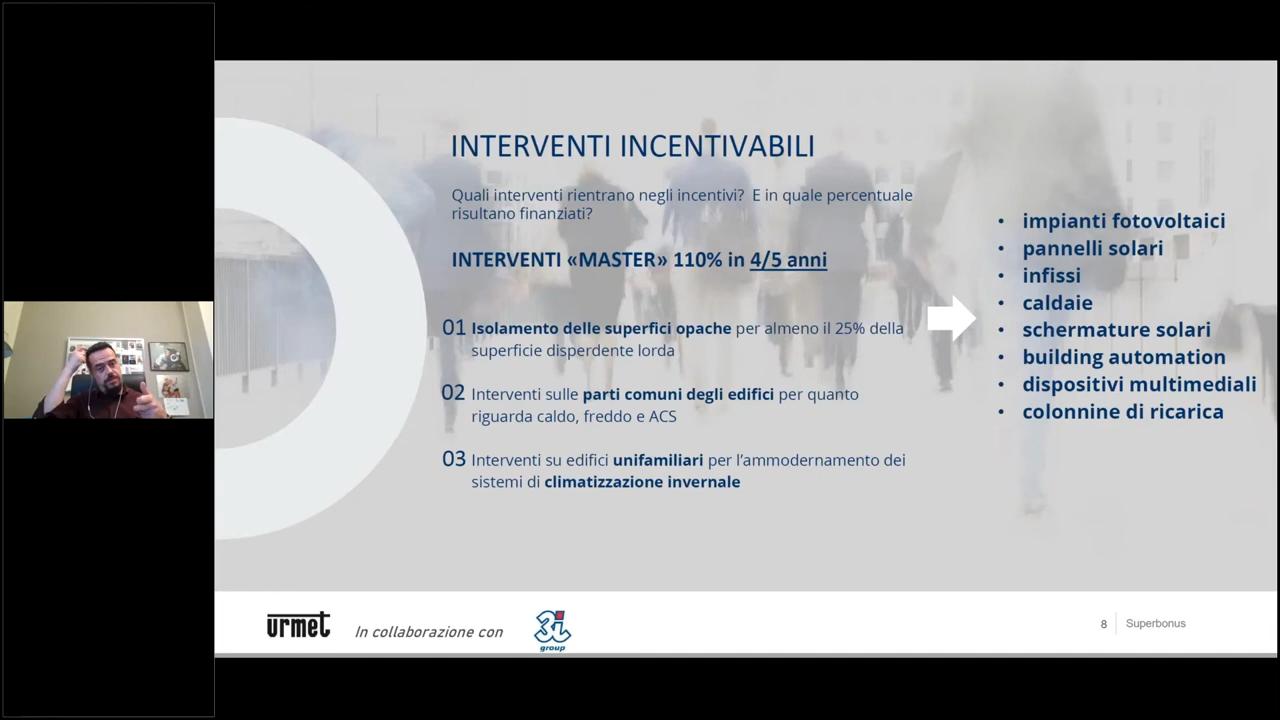 INTERVENTI INCENTIVABILI
Quali interventi rientrano negli incentivi? E in quale percentuale
risultano finanziati?
INTERVENTI «MASTER» 110% in 4/5 anni
01 Isolamento delle superfici opache per almeno il 25% della
superficie disperdente lorda
02 Interventi sulle parti comuni degli edifici per quanto
riguarda caldo, freddo e ACS
03 Interventi su edifici unifamiliari per l'ammodernamento dei
sistemi di climatizzazione invernale
• impianti fotovoltaici
• pannelli solari
• infissi
• caldaie
• schermature solari
• building automation
• dispositivi multimediali
• colonnine di ricarica
urmet
In collaborazione con
3i
group
8
Superbonus